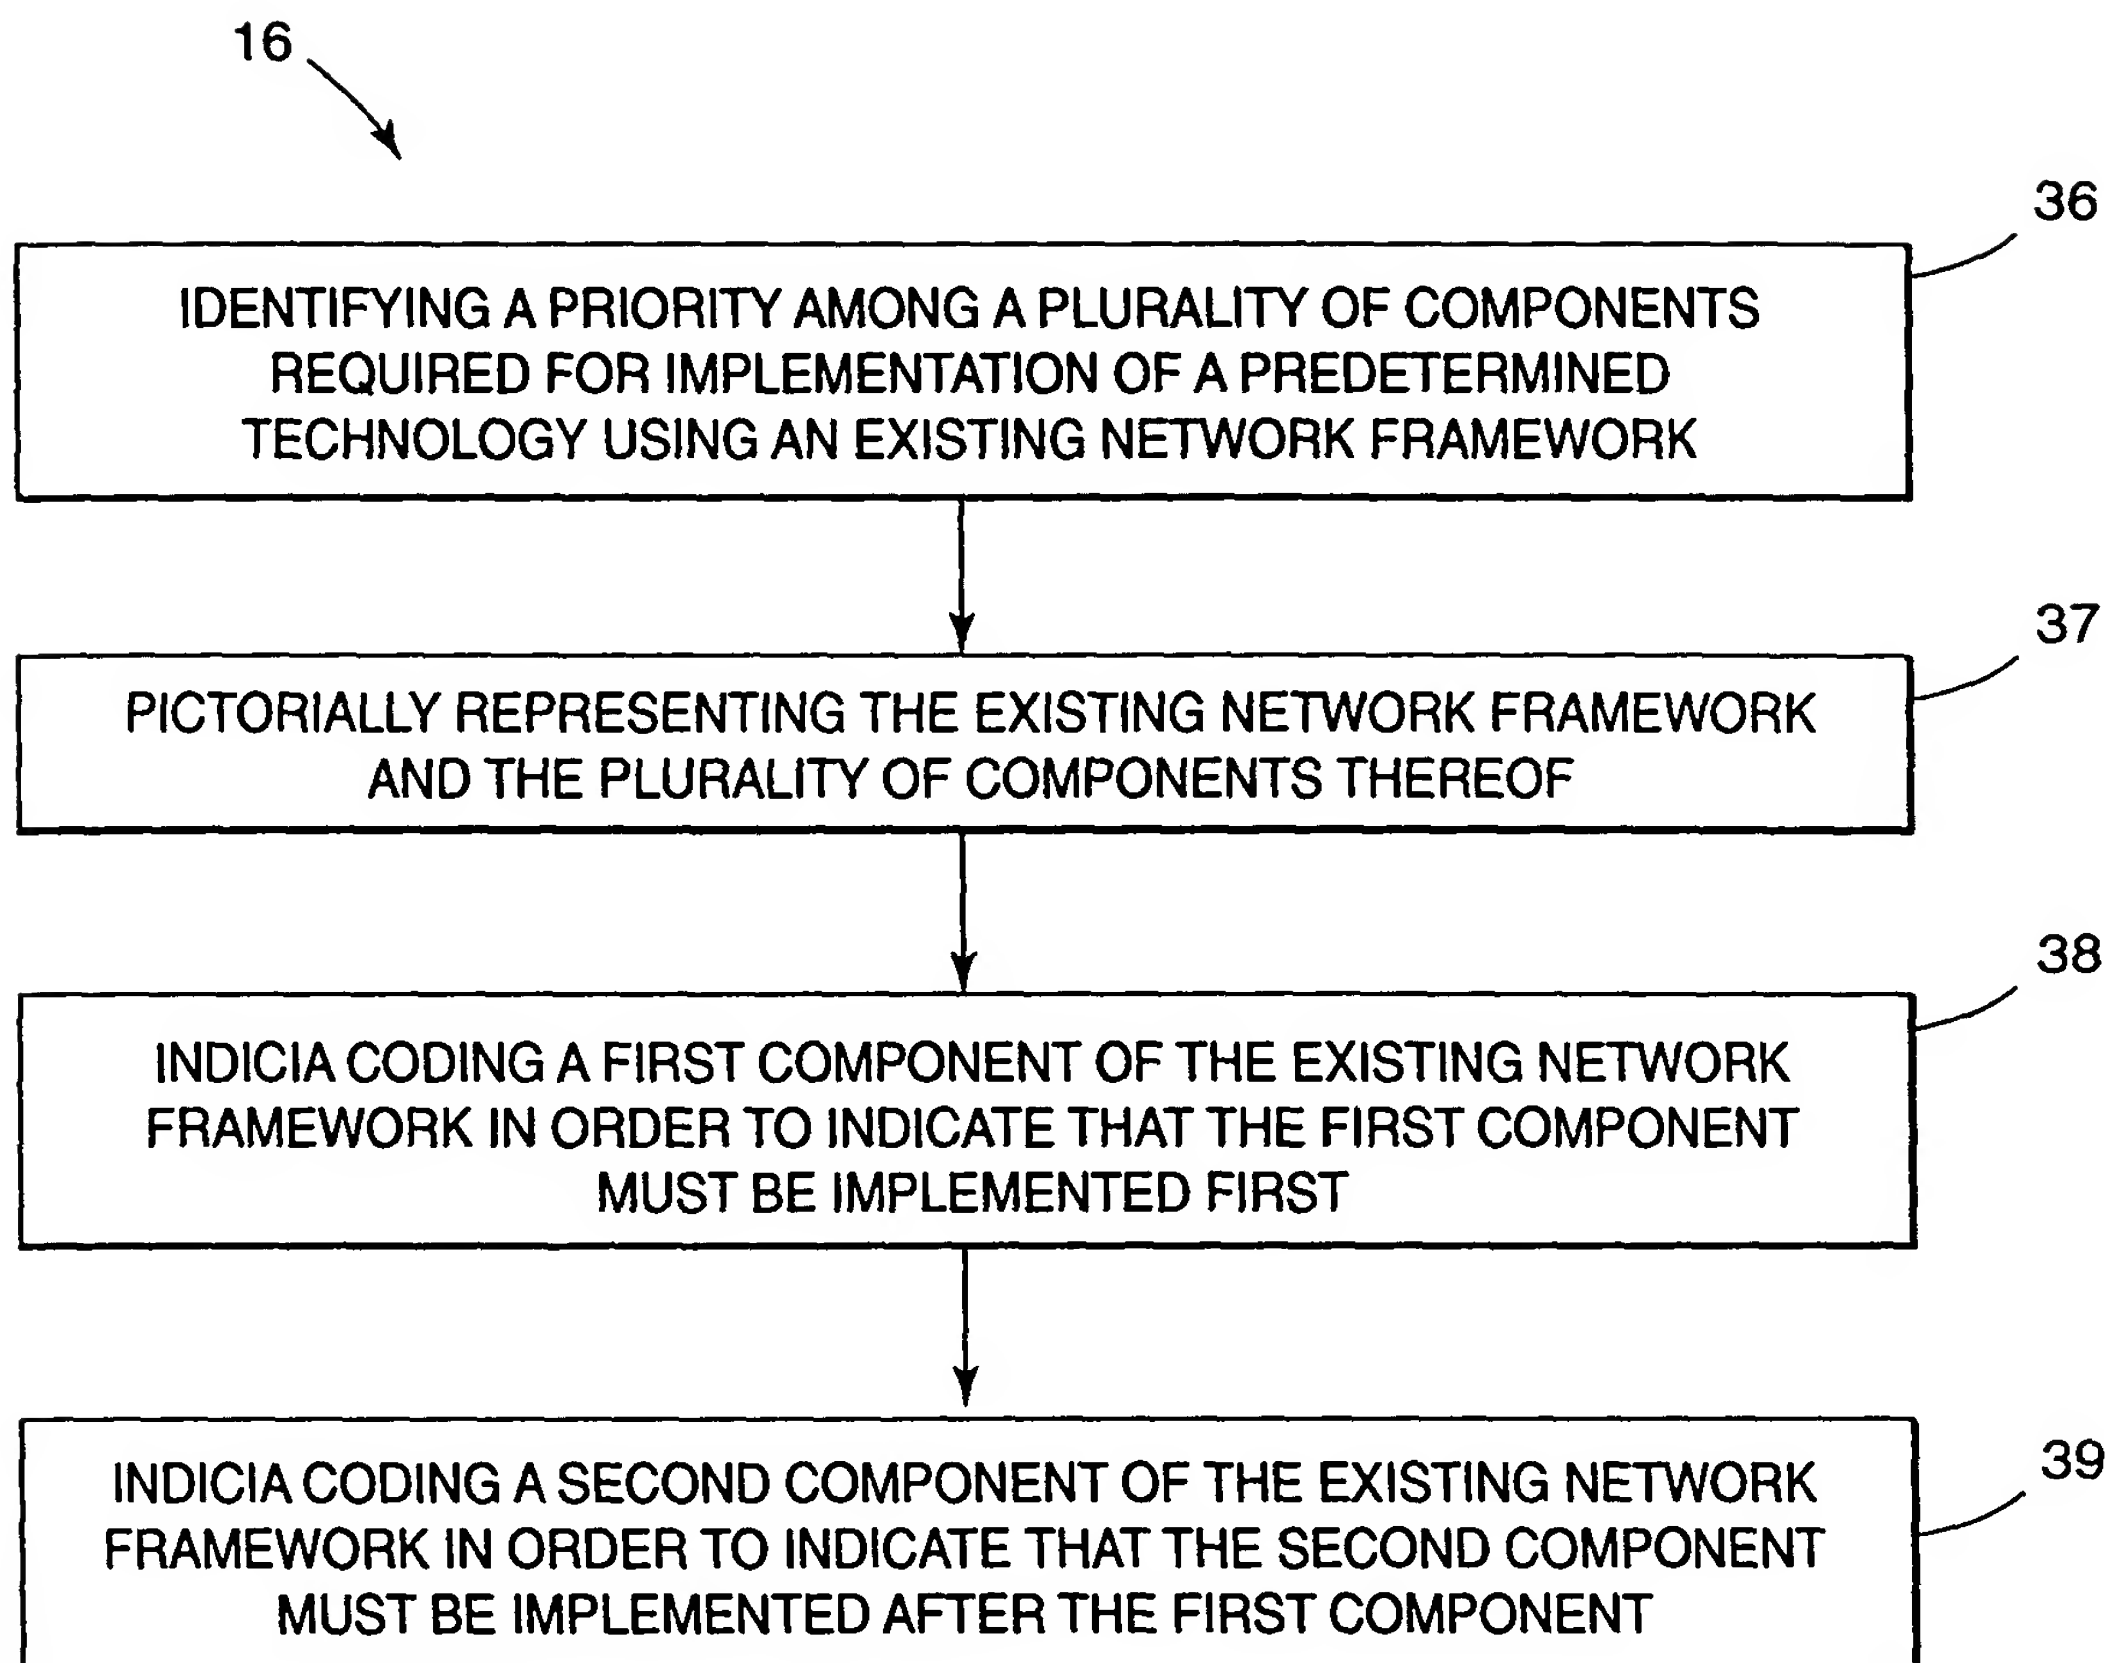 16
36
IDENTIFYING A PRIORITY AMONG A PLURALITY OF COMPONENTS
REQUIRED FOR IMPLEMENTATION OF A PREDETERMINED
TECHNOLOGY USING AN EXISTING NETWORK FRAMEWORK
37
PICTORIALLY REPRESENTING THE EXISTING NETWORK FRAMEWORK
AND THE PLURALITY OF COMPONENTS THEREOF
38
INDICIA CODING A FIRST COMPONENT OF THE EXISTING NETWORK
FRAMEWORK IN ORDER TO INDICATE THAT THE FIRST COMPONENT
MUST BE IMPLEMENTED FIRST
39
INDICIA CODING A SECOND COMPONENT OF THE EXISTING NETWORK
FRAMEWORK IN ORDER TO INDICATE THAT THE SECOND COMPONENT
MUST BE IMPLEMENTED AFTER THE FIRST COMPONENT